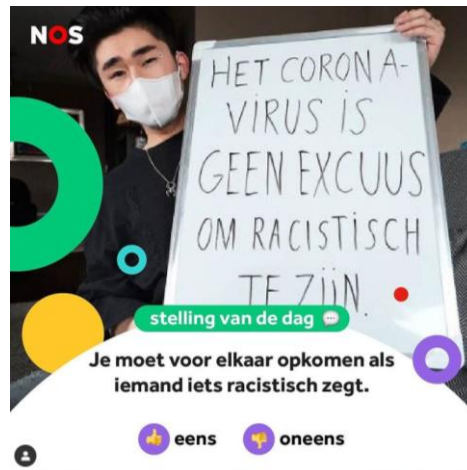 NOS
HET CORONA-
VIRUS IS
GEEN EXCUUS
OM RACISTISCH
TE ZIJN.
stelling van de dag
Je moet voor elkaar opkomen als
iemand iets racistisch zegt.
eens oneens